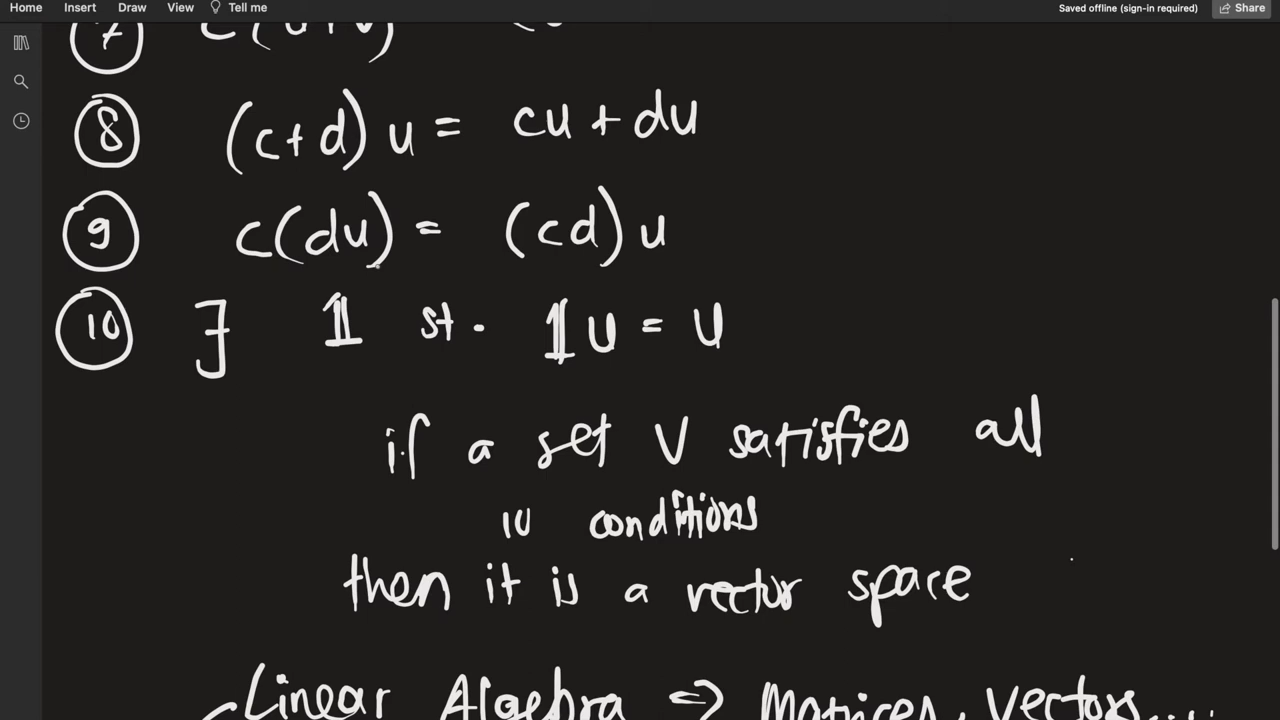 Home Insert Draw View Tell me Saved offline (sign-in required) Share
7 c(u+v)
8 (c+d) u = cu + du
9 c(du) = (cd) u
10 ∃ 𝟙 st. 𝟙u = u
if a set V satisfies all
10 conditions
then it is a vector space
Linear Algebra => Matrices, Vectors